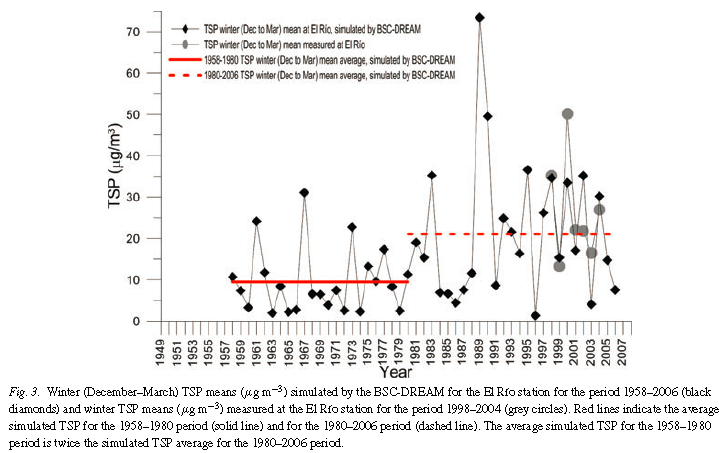 TSP winter (Dec to Mar) mean at El Río, simulated by BSC-DREAM
TSP winter (Dec to Mar) mean measured at El Río
1958-1980 TSP winter (Dec to Mar) mean average, simulated by BSC-DREAM
1980-2006 TSP winter (Dec to Mar) mean average, simulated by BSC-DREAM
TSP (µg/m³)
70
60
50
40
30
20
10
0
1949 1951 1953 1955 1957 1959 1961 1963 1965 1967 1969 1971 1973 1975 1977 1979 1981 1983 1985 1987 1989 1991 1993 1995 1997 1999 2001 2003 2005 2007
Year
Fig. 3. Winter (December–March) TSP means (µg m−3) simulated by the BSC-DREAM for the El Río station for the period 1958–2006 (black
diamonds) and winter TSP means (µg m−3) measured at the El Río station for the period 1998–2004 (grey circles). Red lines indicate the average
simulated TSP for the 1958–1980 period (solid line) and for the 1980–2006 period (dashed line). The average simulated TSP for the 1958–1980
period is twice the simulated TSP average for the 1980–2006 period.